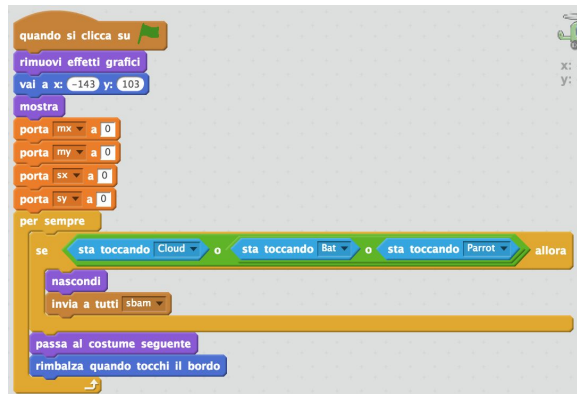 quando si clicca su
rimuovi effetti grafici
vai a x: -143 y: 103
mostra
porta mx a 0
porta my a 0
porta sx a 0
porta sy a 0
per sempre
se sta toccando Cloud o sta toccando Bat o sta toccando Parrot allora
nascondi
invia a tutti sbam
passa al costume seguente
rimbalza quando tocchi il bordo
x:
y: